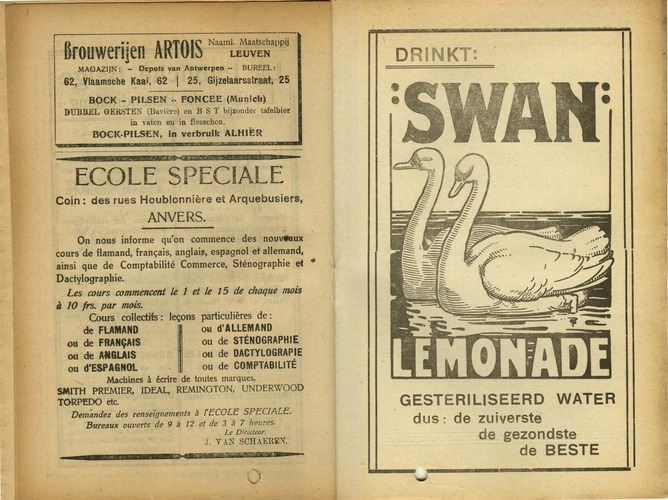 Brouwerijen ARTOIS Naaml. Maatschappij
LEUVEN
MAGAZIJN: -- Depots van Antwerpen -- BUREEL:
62, Vlaamsche Kaai, 62 | 25, Gijzelaarsstraat, 25
BOCK - PILSEN - FONCEE (Munich)
DUBBEL GERSTEN (Bavière) en B S T bijzonder tafelbier
in vaten en in flesschen.
BOCK-PILSEN, in verbruik ALHIER
ECOLE SPECIALE
Coin: des rues Houblonnière et Arquebusiers,
ANVERS.
On nous informe qu'on commence des nouveaux
cours de flamand, français, anglais, espagnol et allemand,
ainsi que de Comptabilité Commerce, Sténographie et
Dactylographie.
Les cours commencent le 1 et le 15 de chaque mois
à 10 frs. par mois.
Cours collectifs: leçons particulières de:
de FLAMAND ou d'ALLEMAND
ou de FRANÇAIS ou de STÉNOGRAPHIE
ou de ANGLAIS ou de DACTYLOGRAPIE
ou d'ESPAGNOL ou de COMPTABILITÉ
Machines à écrire de toutes marques,
SMITH PREMIER, IDEAL, REMINGTON, UNDERWOOD
TORPEDO etc.
Demandez des renseignements à l'ECOLE SPECIALE.
Bureaux ouverts de 9 à 12 et de 3 à 7 heures.
Le Directeur.
J. VAN SCHAEREN.
DRINKT:
:SWAN:
LEMONADE
GESTERILISEERD WATER
dus: de zuiverste
de gezondste
de BESTE